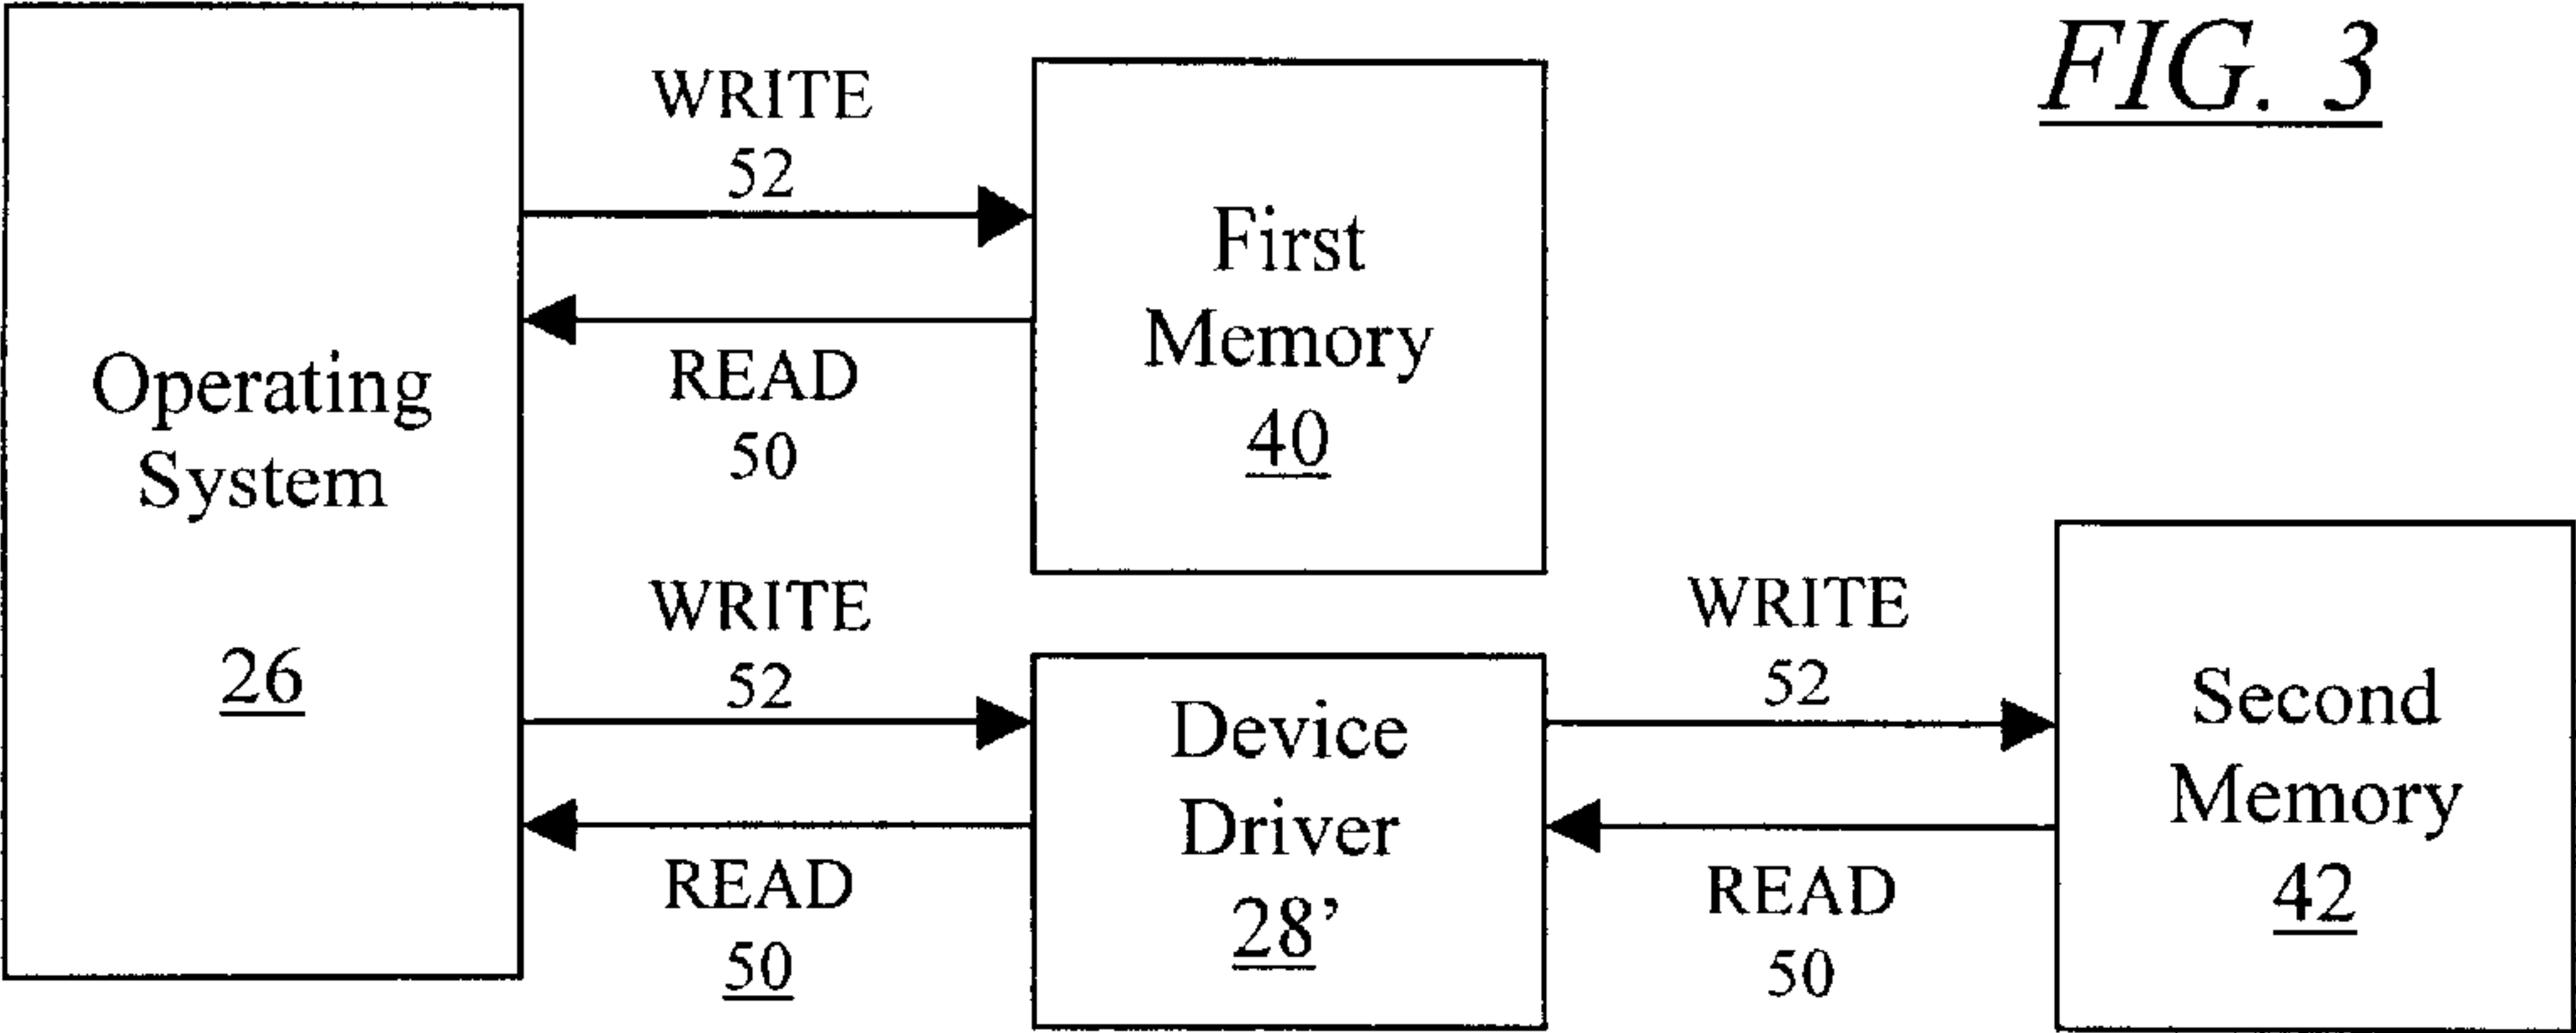 FIG. 3
WRITE
52
First
Memory
40
READ
50
Operating
System
26
WRITE
52
Device
Driver
28’
READ
50
WRITE
52
Second
Memory
42
READ
50